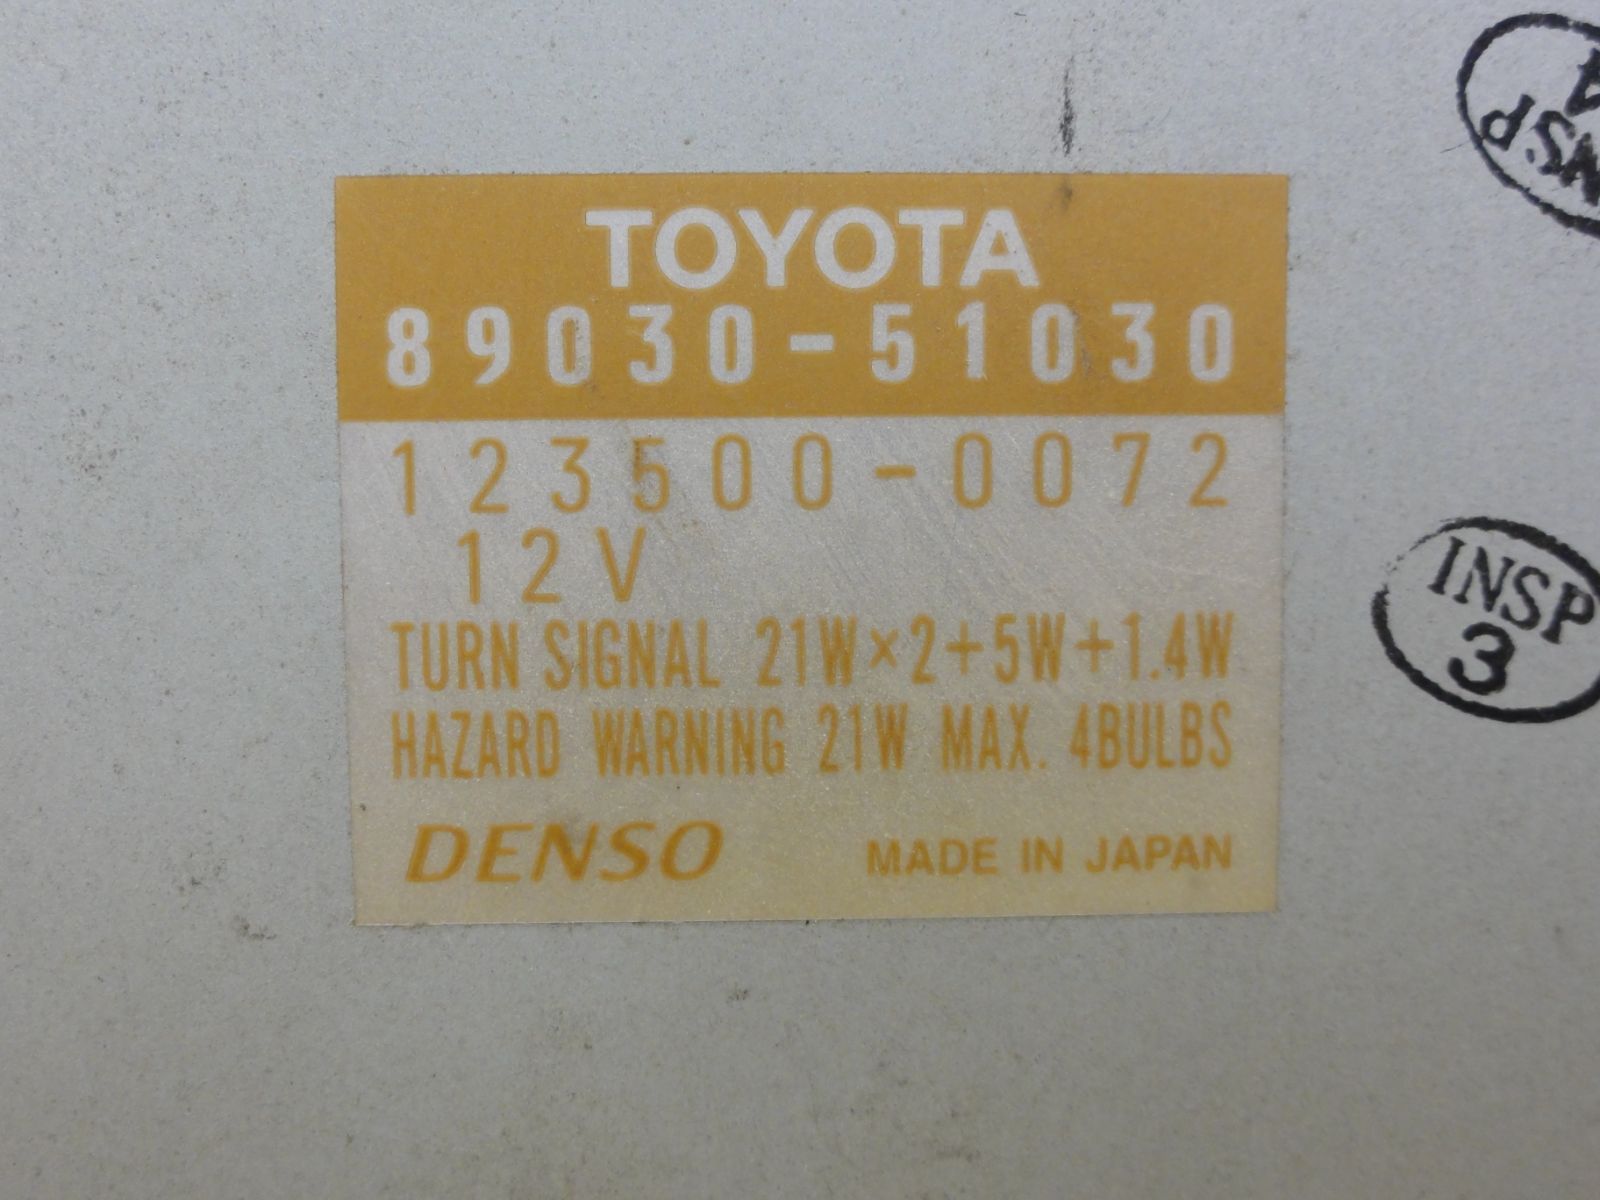 TOYOTA
89030-51030
123500-0072
12V
TURN SIGNAL 21W×2+5W+1.4W
HAZARD WARNING 21W MAX. 4BULBS
DENSO MADE IN JAPAN
INSP
3